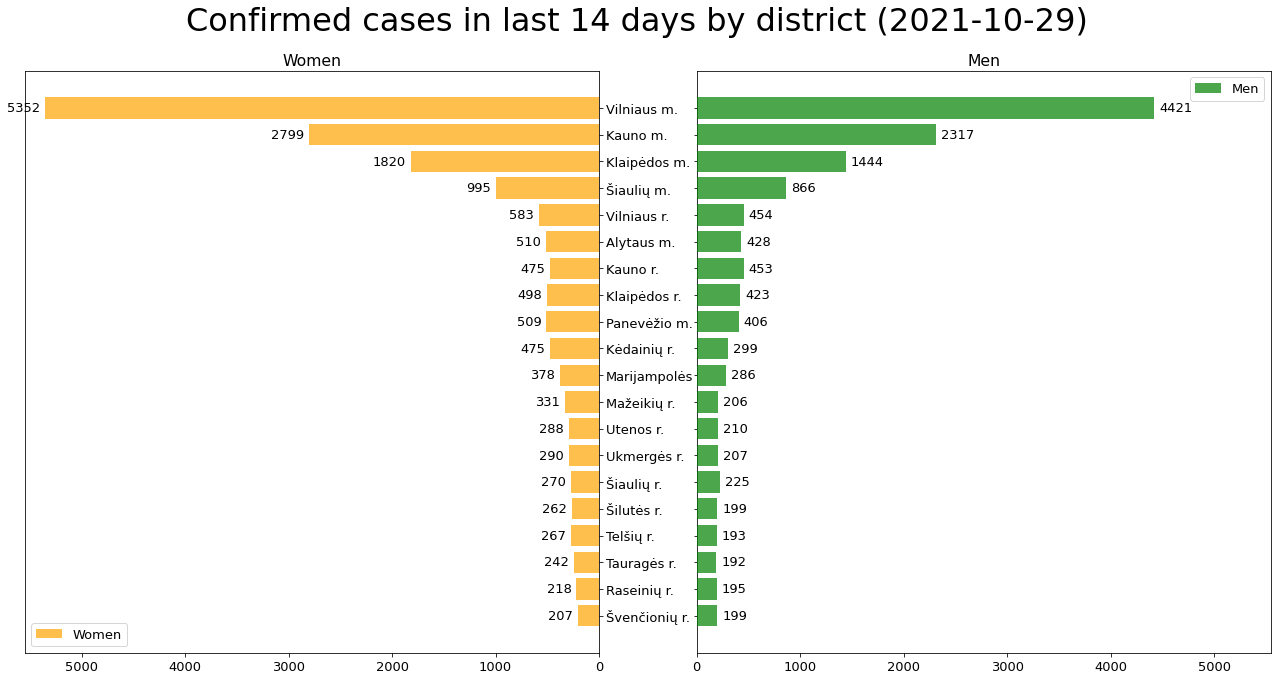 Confirmed cases in last 14 days by district (2021-10-29)
Women
Men
5352 Vilniaus m. 4421
2799 Kauno m. 2317
1820 Klaipėdos m. 1444
995 Šiaulių m. 866
583 Vilniaus r. 454
510 Alytaus m. 428
475 Kauno r. 453
498 Klaipėdos r. 423
509 Panevėžio m. 406
475 Kėdainių r. 299
378 Marijampolės 286
331 Mažeikių r. 206
288 Utenos r. 210
290 Ukmergės r. 207
270 Šiaulių r. 225
262 Šilutės r. 199
267 Telšių r. 193
242 Tauragės r. 192
218 Raseinių r. 195
207 Švenčionių r. 199
Men
Women
5000 4000 3000 2000 1000 0
0 1000 2000 3000 4000 5000